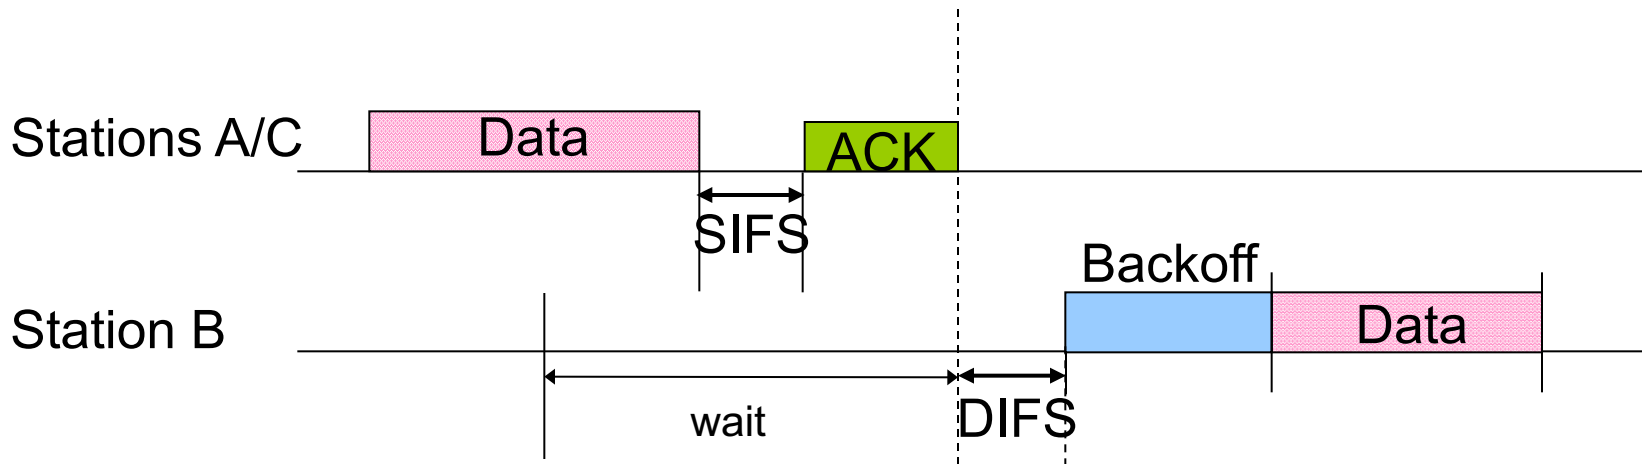 Stations A/C
Data
ACK
SIFS
Backoff
Station B
Data
wait
DIFS